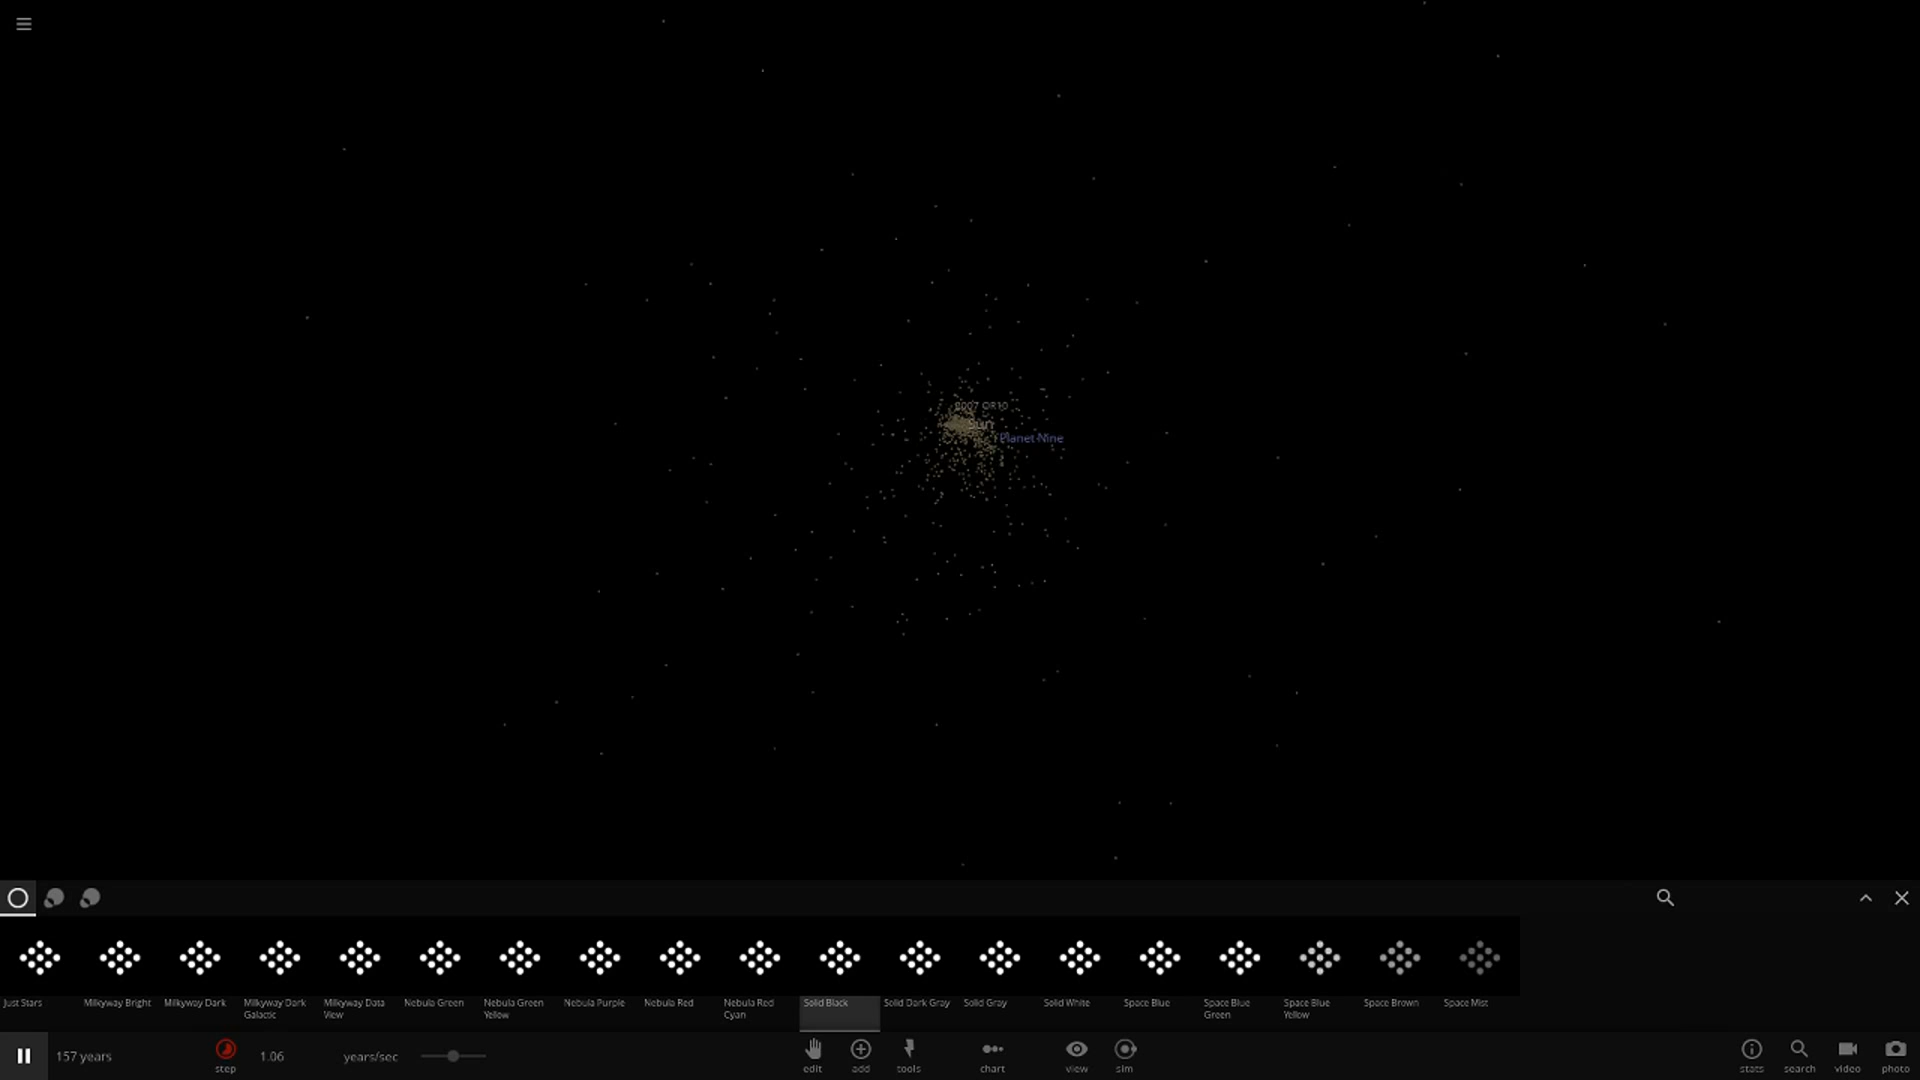 2007 OR10
Sun
Planet Nine
Just Stars
Milkyway Bright
Milkyway Dark
Milkyway Dark
Galactic
Milkyway Data
View
Nebula Green
Nebula Green
Yellow
Nebula Purple
Nebula Red
Nebula Red
Cyan
Solid Black
Solid Dark Gray
Solid Gray
Solid White
Space Blue
Space Blue
Green
Space Blue
Yellow
Space Brown
Space Mist
157 years
step
1.06
years/sec
edit
add
tools
chart
view
sim
stats
search
video
photo